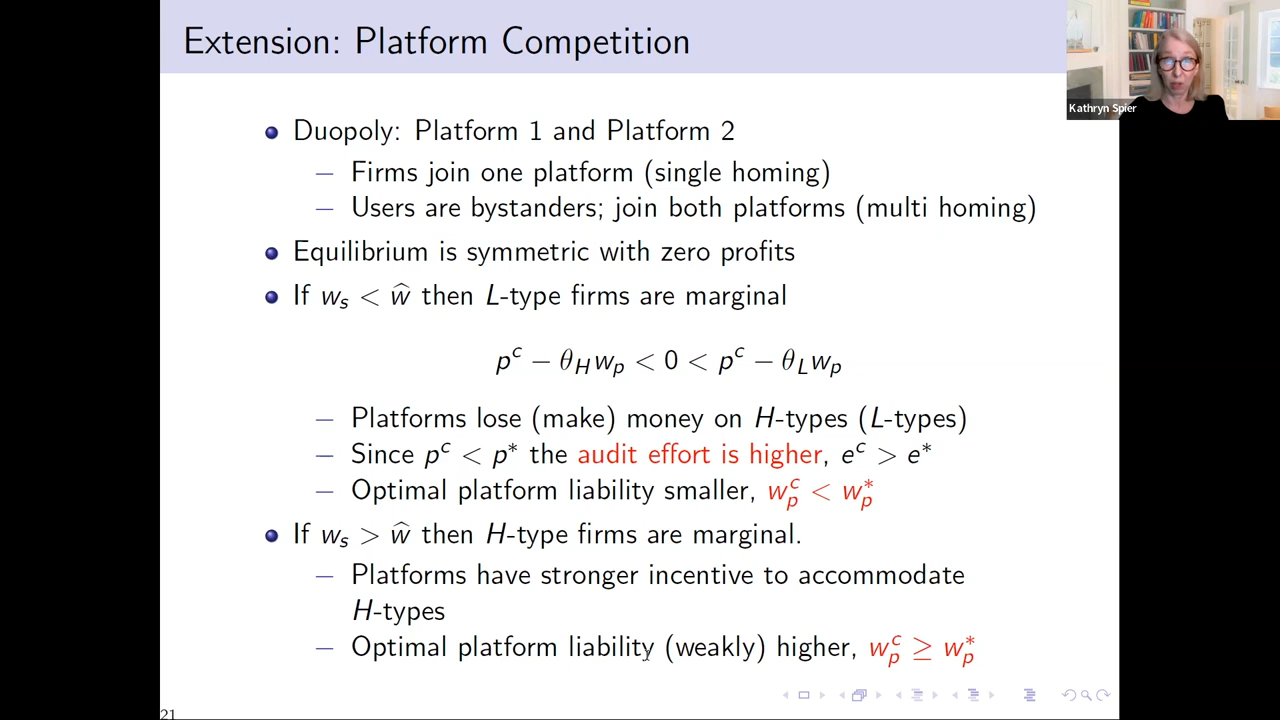 Extension: Platform Competition
Kathryn Spier
Duopoly: Platform 1 and Platform 2
– Firms join one platform (single homing)
– Users are bystanders; join both platforms (multi homing)
Equilibrium is symmetric with zero profits
If w_s < ŵ then L-type firms are marginal
p^c − θ_H w_p < 0 < p^c − θ_L w_p
– Platforms lose (make) money on H-types (L-types)
– Since p^c < p^* the audit effort is higher, e^c > e^*
– Optimal platform liability smaller, w_p^c < w_p^*
If w_s > ŵ then H-type firms are marginal.
– Platforms have stronger incentive to accommodate
H-types
– Optimal platform liability (weakly) higher, w_p^c ≥ w_p^*
21